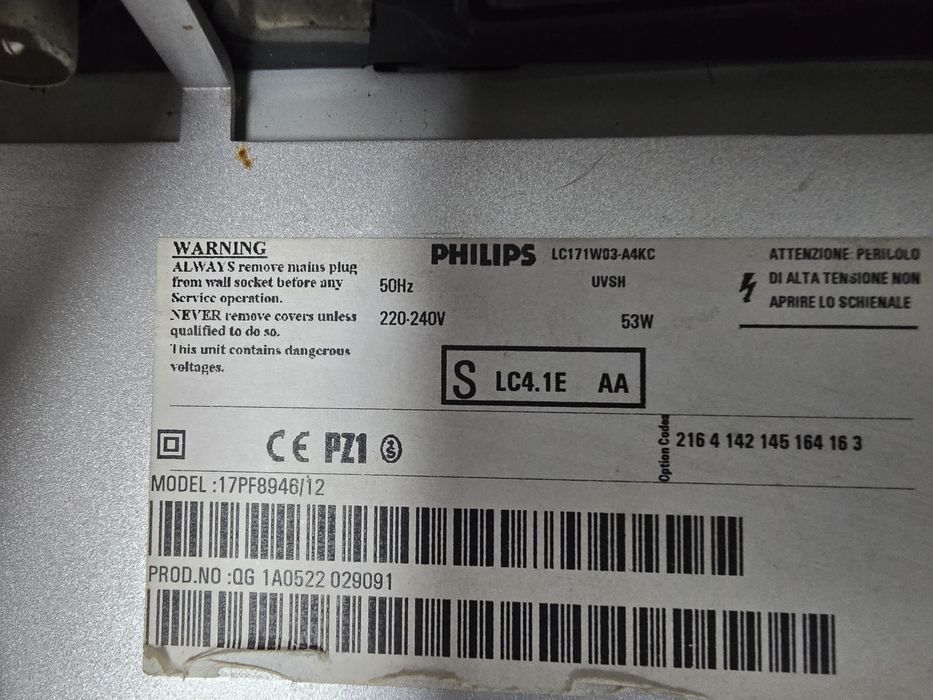 WARNING
ALWAYS remove mains plug
from wall socket before any
Service operation.
NEVER remove covers unless
qualified to do so.
This unit contains dangerous
voltages.
50Hz
220-240V
PHILIPS LC171W03-A4KC
UVSH
53W
S LC4.1E AA
ATTENZIONE: PERICOLO
DI ALTA TENSIONE NON
APRIRE LO SCHIENALE
CE PZ1 S
Option Codes
216 4 142 145 164 16 3
MODEL :17PF8946/12
PROD.NO :QG 1A0522 029091